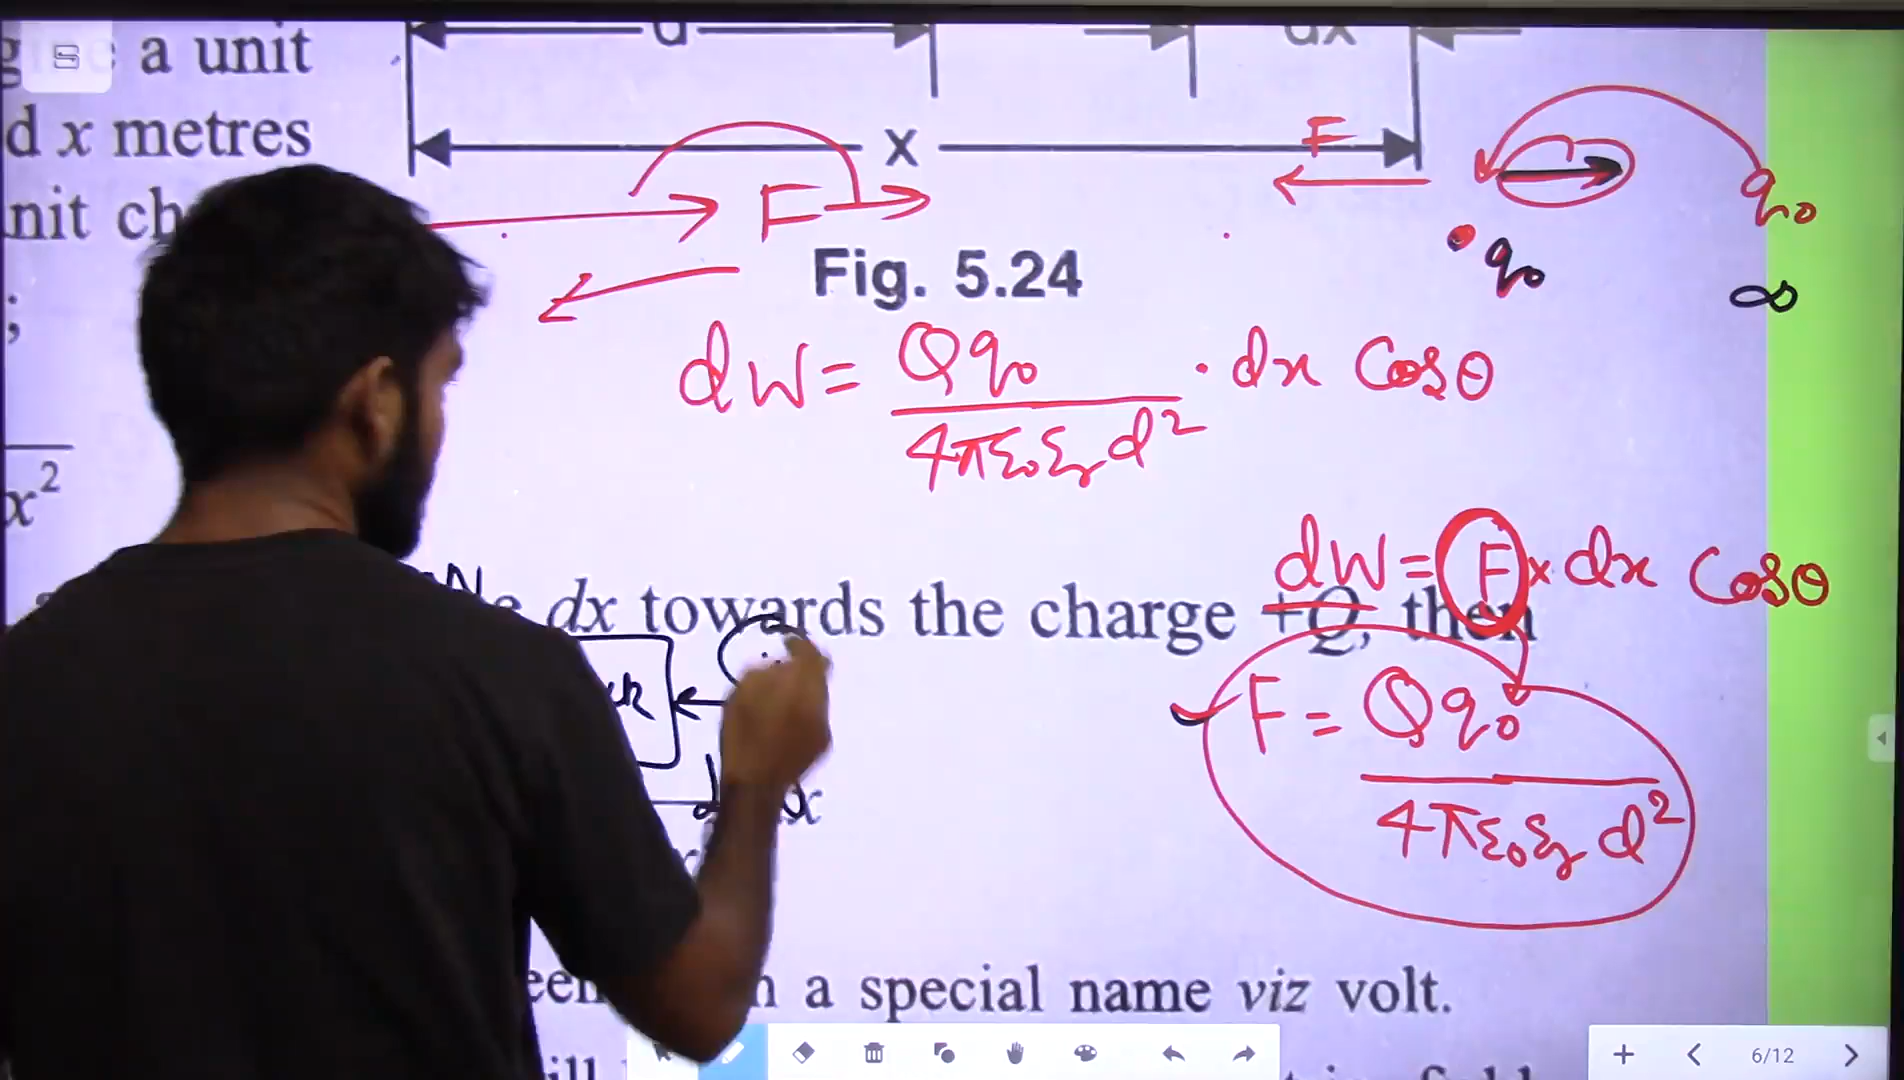 a unit
d x metres
nit ch
;
x²
d
dx
X
F
F
q₀
q₀
∞
Fig. 5.24
dW = Qq₀ / 4πε₀εᵣd² · dx Cosθ
dW = F × dx Cosθ
dx towards the charge +Q, then
F = Qq₀ / 4πε₀εᵣd²
a special name viz volt.
6/12